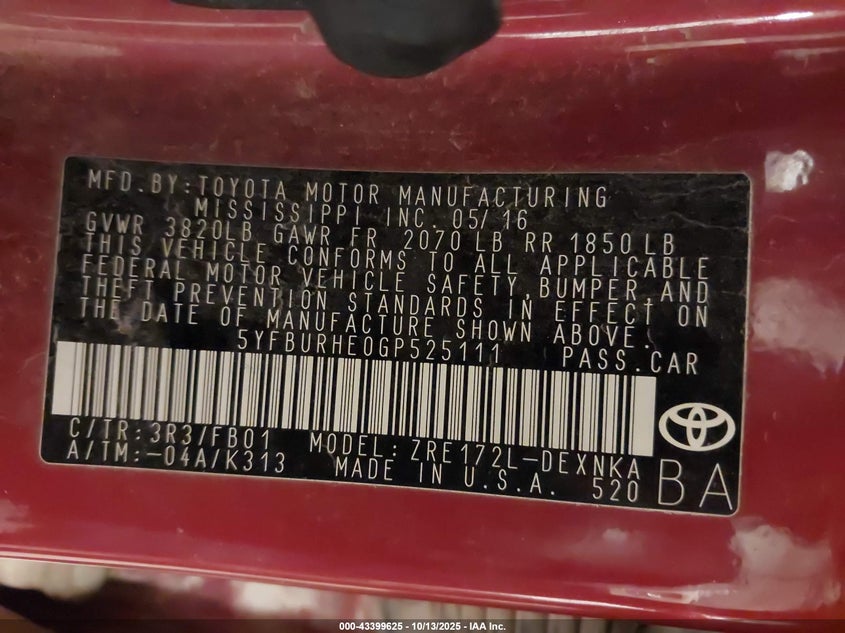 MFD.BY:TOYOTA MOTOR MANUFACTURING
MISSISSIPPI INC. 05/16
GVWR 3820LB GAWR FR 2070 LB RR 1850 LB
THIS VEHICLE CONFORMS TO ALL APPLICABLE
FEDERAL MOTOR VEHICLE SAFETY, BUMPER, AND
THEFT PREVENTION STANDARDS IN EFFECT ON
THE DATE OF MANUFACTURE SHOWN ABOVE.
5YFBURHE0GP525111 PASS.CAR
C/TR:3R3/FB01 MODEL:ZRE172L-DEXNKA
A/TM:-04A/K313 MADE IN U.S.A. 520
BA
000-43399625 - 10/13/2025 - IAA Inc.